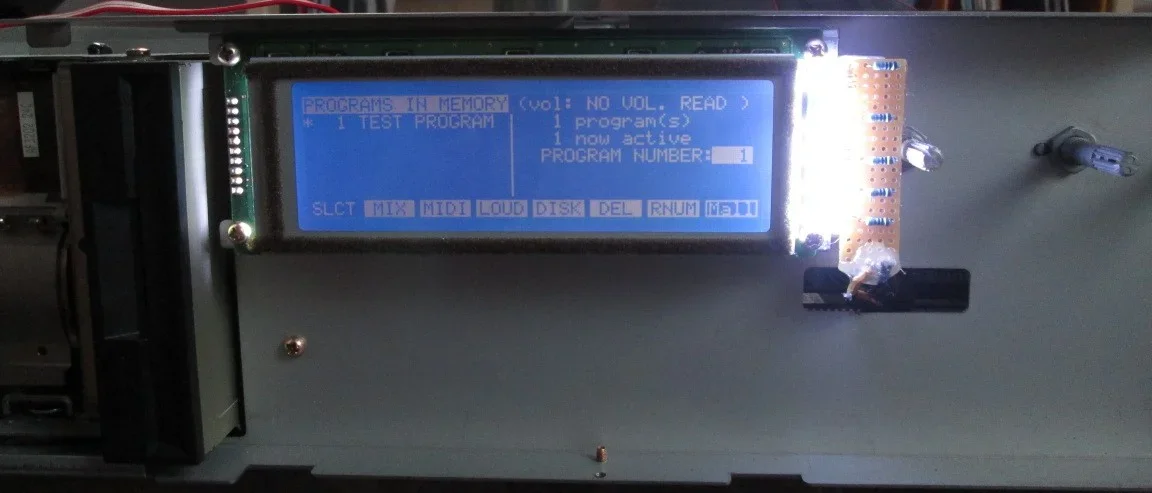 PROGRAMS IN MEMORY (vol: NO VOL. READ )
* 1 TEST PROGRAM 1 program(s)
1 now active
PROGRAM NUMBER: 1
SLCT MIX MIDI LOUD DISK DEL RNUM